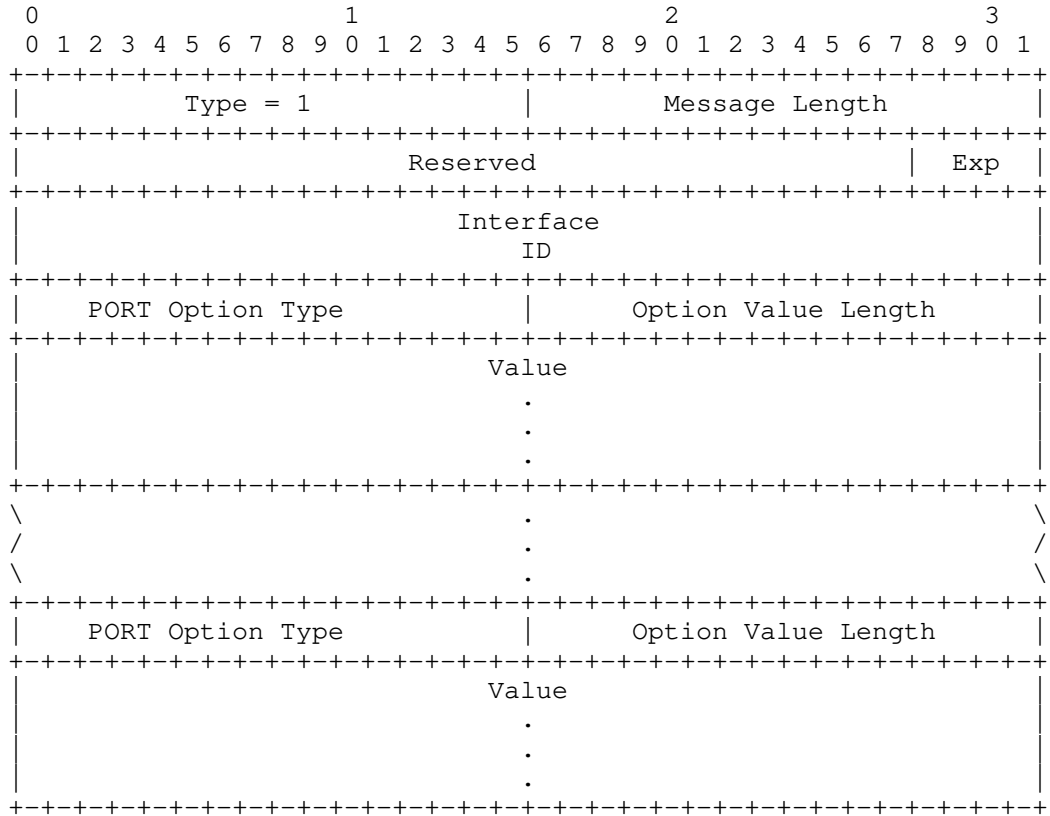 0                   1                   2                   3
0 1 2 3 4 5 6 7 8 9 0 1 2 3 4 5 6 7 8 9 0 1 2 3 4 5 6 7 8 9 0 1
+-+-+-+-+-+-+-+-+-+-+-+-+-+-+-+-+-+-+-+-+-+-+-+-+-+-+-+-+-+-+-+-+
|          Type = 1             |        Message Length         |
+-+-+-+-+-+-+-+-+-+-+-+-+-+-+-+-+-+-+-+-+-+-+-+-+-+-+-+-+-+-+-+-+
|                        Reserved                       |  Exp  |
+-+-+-+-+-+-+-+-+-+-+-+-+-+-+-+-+-+-+-+-+-+-+-+-+-+-+-+-+-+-+-+-+
|                           Interface                           |
|                               ID                              |
+-+-+-+-+-+-+-+-+-+-+-+-+-+-+-+-+-+-+-+-+-+-+-+-+-+-+-+-+-+-+-+-+
|    PORT Option Type           |      Option Value Length      |
+-+-+-+-+-+-+-+-+-+-+-+-+-+-+-+-+-+-+-+-+-+-+-+-+-+-+-+-+-+-+-+-+
|                             Value                             |
|                               .                               |
|                               .                               |
|                               .                               |
+-+-+-+-+-+-+-+-+-+-+-+-+-+-+-+-+-+-+-+-+-+-+-+-+-+-+-+-+-+-+-+-+
\                               .                               \
/                               .                               /
\                               .                               \
+-+-+-+-+-+-+-+-+-+-+-+-+-+-+-+-+-+-+-+-+-+-+-+-+-+-+-+-+-+-+-+-+
|    PORT Option Type           |      Option Value Length      |
+-+-+-+-+-+-+-+-+-+-+-+-+-+-+-+-+-+-+-+-+-+-+-+-+-+-+-+-+-+-+-+-+
|                             Value                             |
|                               .                               |
|                               .                               |
|                               .                               |
+-+-+-+-+-+-+-+-+-+-+-+-+-+-+-+-+-+-+-+-+-+-+-+-+-+-+-+-+-+-+-+-+